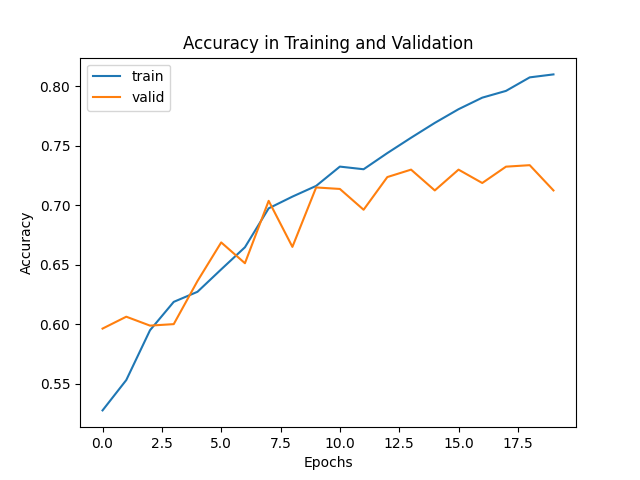 Accuracy in Training and Validation
train
valid
0.80
0.75
0.70
0.65
0.60
0.55
Accuracy
0.0 2.5 5.0 7.5 10.0 12.5 15.0 17.5
Epochs